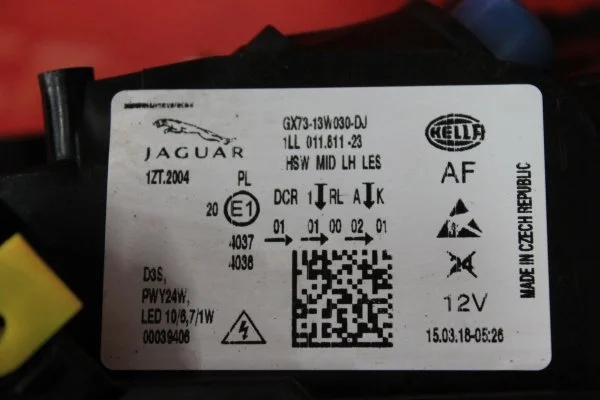 JAGUAR
GX73-13W030-DJ
1LL 011.811 -23
HSW MID LH LES
HELLA
1ZT.2004
PL
DCR 1 RL A K
AF
20 E1
01 01 00 02 01
4037
4038
D3S,
PWY24W,
LED 10/6,7/1W
00039406
24
12V
15.03.18-05:26
MADE IN CZECH REPUBLIC